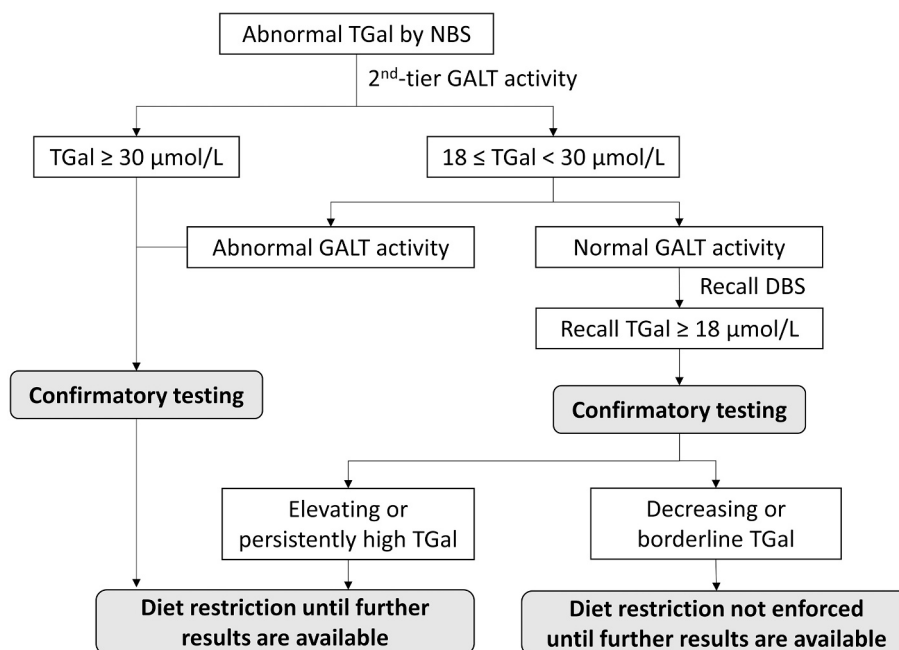 Abnormal TGal by NBS
2nd-tier GALT activity
TGal ≥ 30 μmol/L
18 ≤ TGal < 30 μmol/L
Abnormal GALT activity
Normal GALT activity
Recall DBS
Recall TGal ≥ 18 μmol/L
Confirmatory testing
Confirmatory testing
Elevating or
persistently high TGal
Decreasing or
borderline TGal
Diet restriction until further
results are available
Diet restriction not enforced
until further results are available